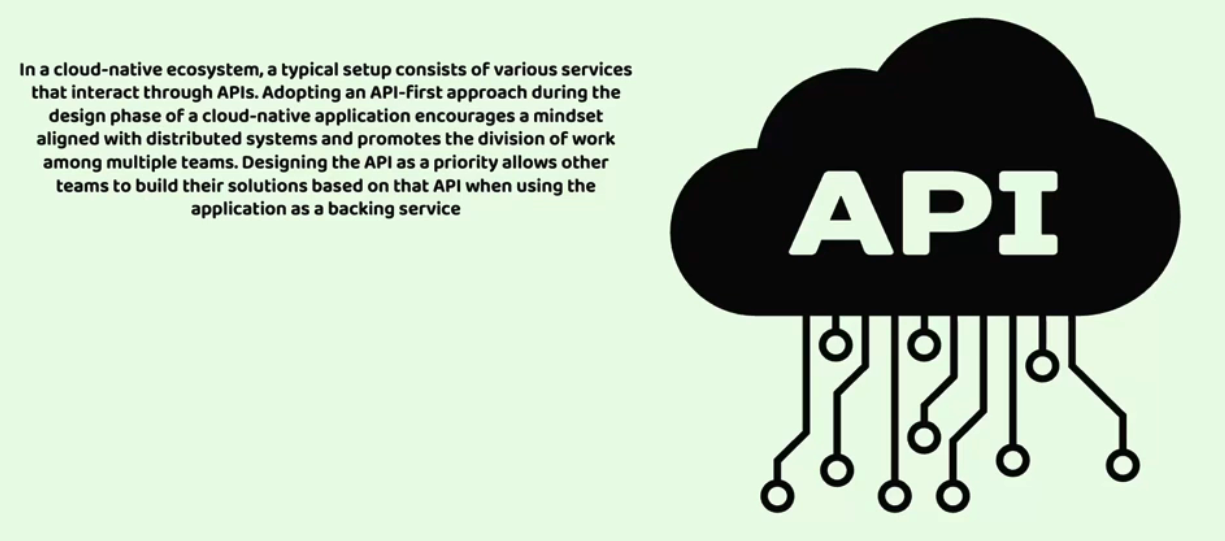 In a cloud-native ecosystem, a typical setup consists of various services
that interact through APIs. Adopting an API-first approach during the
design phase of a cloud-native application encourages a mindset
aligned with distributed systems and promotes the division of work
among multiple teams. Designing the API as a priority allows other
teams to build their solutions based on that API when using the
application as a backing service
API